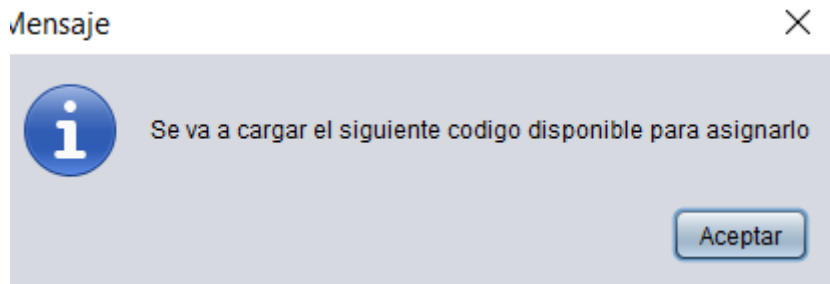 Mensaje
Se va a cargar el siguiente codigo disponible para asignarlo
Aceptar